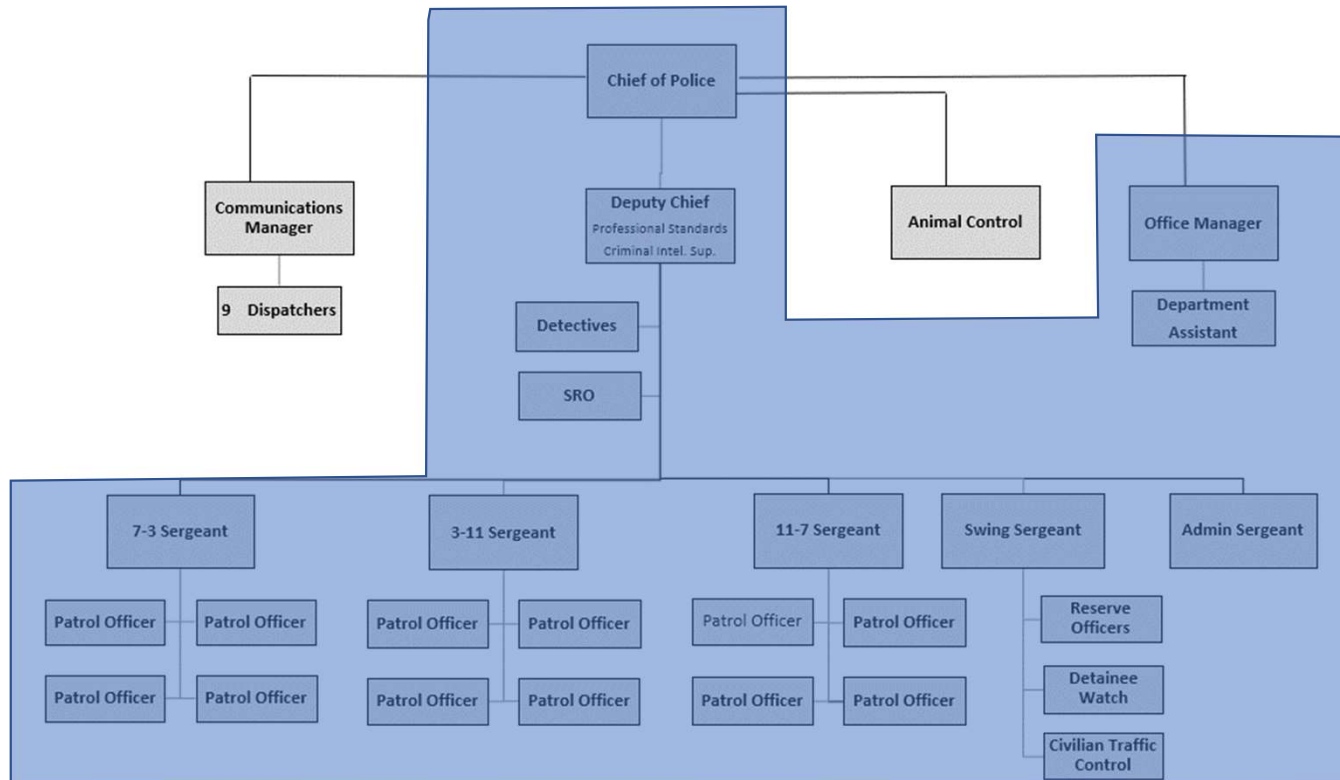 Chief of Police
Communications
Manager
9 Dispatchers
Deputy Chief
Professional Standards
Criminal Intel. Sup.
Animal Control
Office Manager
Department
Assistant
Detectives
SRO
7-3 Sergeant
3-11 Sergeant
11-7 Sergeant
Swing Sergeant
Admin Sergeant
Patrol Officer
Patrol Officer
Patrol Officer
Patrol Officer
Patrol Officer
Patrol Officer
Patrol Officer
Patrol Officer
Patrol Officer
Patrol Officer
Patrol Officer
Patrol Officer
Reserve
Officers
Detainee
Watch
Civilian Traffic
Control